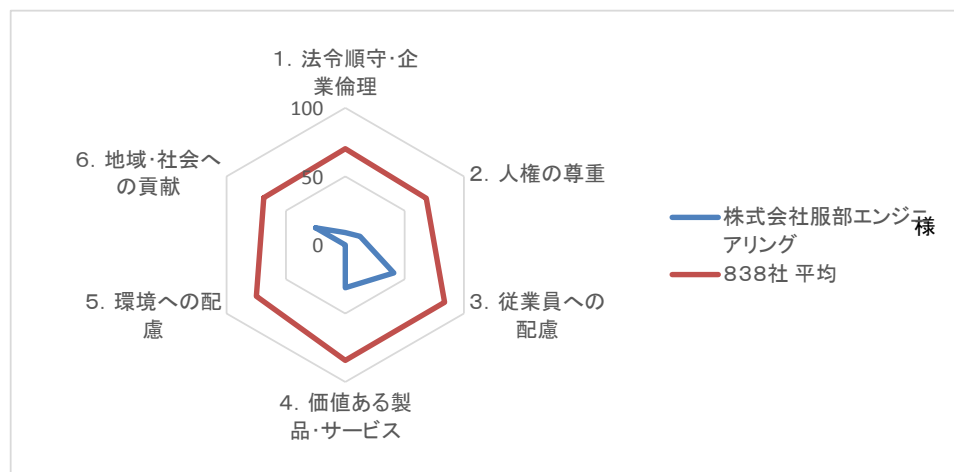 1．法令順守・企
業倫理
100
50
0
2．人権の尊重
3．従業員への
配慮
4．価値ある製
品・サービス
5．環境への配
慮
6．地域・社会へ
の貢献
株式会社服部エンジニ
アリング
様
838社 平均